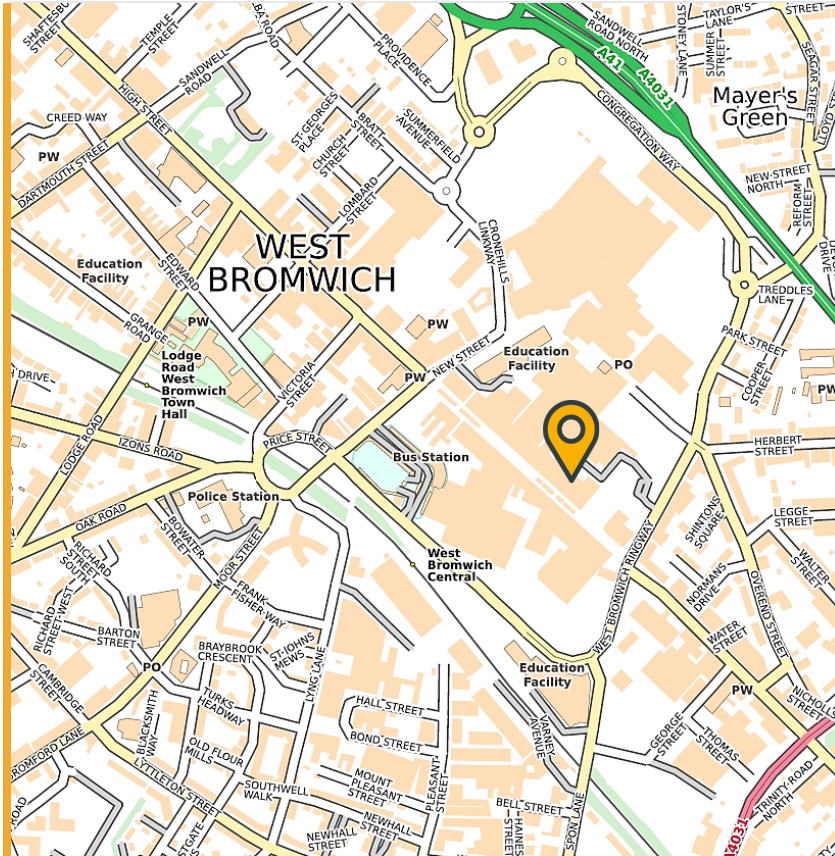 SHAFTESBU
STREET
TEMPLE
STREET
SANDWELL
ROAD
BA ROAD
PROVIDENCE
PLACE
SANDWELL
ROAD NORTH
STONEY LANE
TAYLOR'S
LANE
SUMMER
STREET
SEAGAR STREET
A41
A4031
Mayer's
Green
HIGH STREET
CREED WAY
PW
DARTMOUTH STREET
ST-GEORGES
PLACE
BRATT-
STREET
CHURCH
STREET
SUMMERFIELD
-AVENUE-
LOMBARD
STREET
CONGREGATION WAY
NEW-STREET
NORTH
REFORM
STREET
DRIVE
WEST
BROMWICH
CRONEHILLS
LINKWAY
Education
Facility
EDWARD
STREET
TREDDLES
LANE
GRANGE
ROAD
PW
PW
PARK STREET
NEW STREET
Education
Facility
PO
COOPER-
STREET
Lodge
Road
West
Bromwich
Town
Hall
H DRIVE
PW
VICTORIA
STREET
PW
LODGE ROAD
IZONS ROAD
PRICE STREET
Bus Station
HERBERT
STREET
Police Station
OAK ROAD
BOWATER
STREET
MOOR STREET
SHINTONS
SQUARE
LEGGE
STREET
WALTER
STREET
RICHARD
STREET
SOUTH
West
Bromwich
Central
NORMANS
DRIVE
OVEREND STREET
WEST BROMWICH RINGWAY
FRANK
FISHER-WAY
RICHARD
STREET-WEST
BARTON
STREET
BRAYBROOK
CRESCENT
ST-JOHNS
MEWS
WATER
STREET
LYNG LANE
Education
Facility
PO
PW
CAMBRIDGE
STREET
TURKS
HEADWAY
HALL STREET
VARNEY
AVENUE
NICHOLLS
STREET
BLACKSMITH
WAY
BOND STREET
GEORGE
STREET
THOMAS
STREET
BROMFORD LANE
OLD FLOUR
MILLS
LYTTLETON STREET
MOUNT
PLEASANT
STREET
PLEASANT-
STREET
SOUTHWELL
WALK
BELL STREET
SPON LANE
TRINITY-ROAD
NORTH
ROAD
NEWHALL
STREET
NEWHALL
STREET
HAINES
STREET
A4031